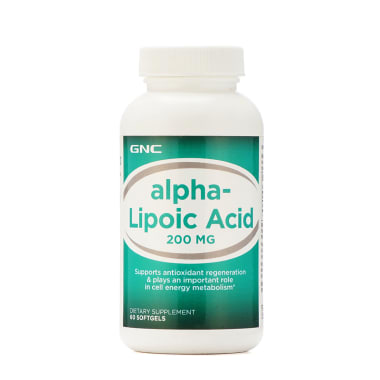 GNC
alpha-
Lipoic Acid
200 MG
Supports antioxidant regeneration
& plays an important role
in cell energy metabolism*
DIETARY SUPPLEMENT
60 SOFTGELS